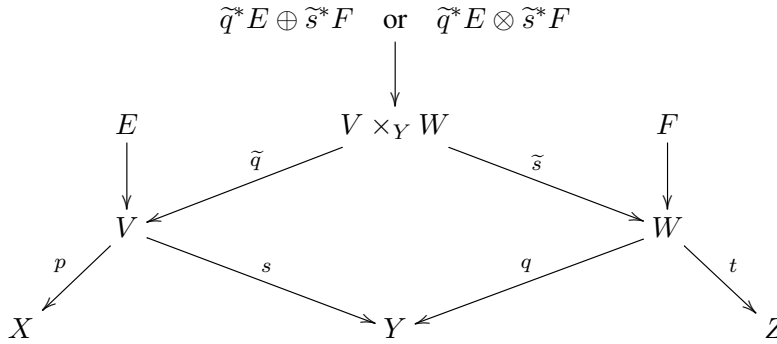 q̃*E ⊕ s̃*F or q̃*E ⊗ s̃*F
E V ×_Y W F
q̃ s̃
V W
p s q t
X Y Z